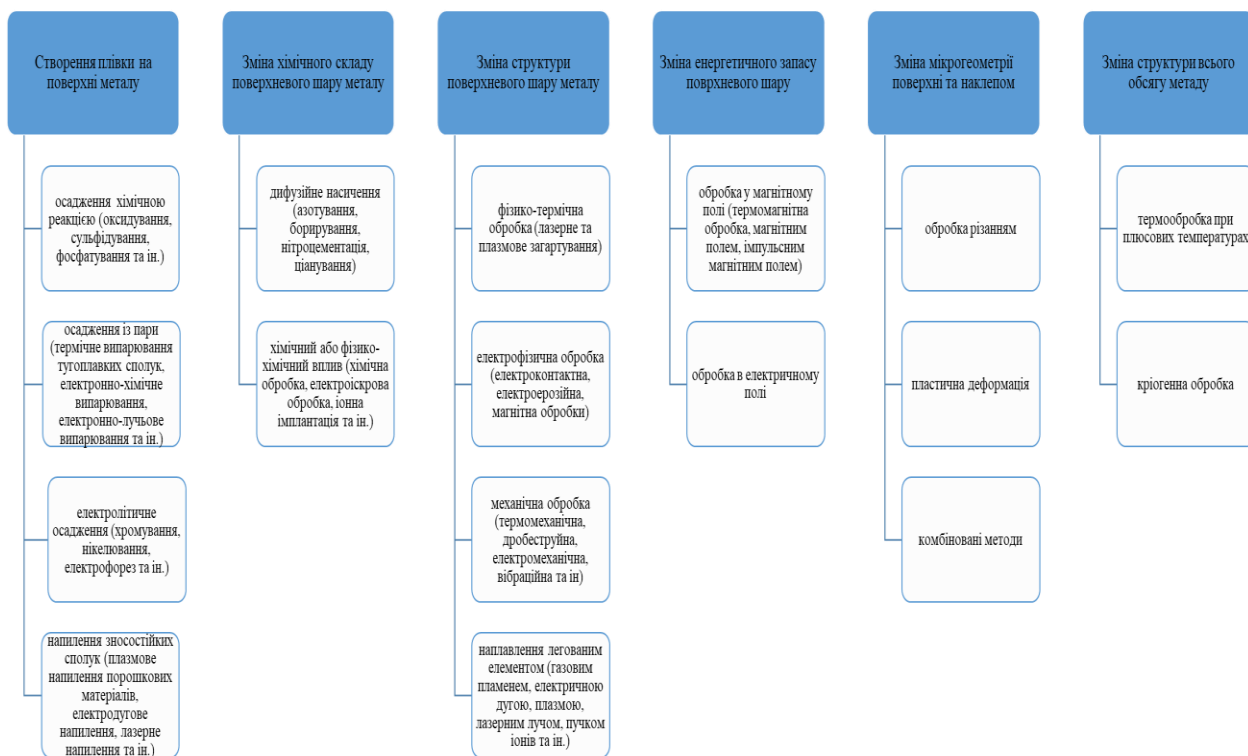 Створення плівки на
поверхні металу
осадження хімічною
реакцією (оксидування,
сульфідування,
фосфатування та ін.)
осадження із пари
(термічне випарювання
тугоплавких сполук,
електронно-хімічне
випарювання,
електронно-лучьове
випарювання та ін.)
електролітичне
осадження (хромування,
нікелювання,
електрофорез та ін.)
напилення зносостійких
сполук (плазмове
напилення порошкових
матеріалів,
електродугове
напилення, лазерне
напилення та ін.)
Зміна хімічного складу
поверхневого шару металу
дифузійне насичення
(азотування,
борирування,
нітроцементація,
ціанування)
хімічний або фізико-
хімічний вплив (хімічна
обробка, електроіскрова
обробка, іонна
імплантація та ін.)
Зміна структури
поверхневого шару металу
фізико-термічна
обробка (лазерне та
плазмове загартування)
електрофізична обробка
(електроконтактна,
електроерозійна,
магнітна обробки)
механічна обробка
(термомеханічна,
дробеструйна,
електромеханічна,
вібраційна та ін)
наплавлення легованим
елементом (газовим
пламенем, електричною
дугою, плазмою,
лазерним лучом, пучком
іонів та ін.)
Зміна енергетичного запасу
поврхневого шару
обробка у магнітному
полі (термомагнітна
обробка, магнітним
полем, імпульсним
магнітним полем)
обробка в електричному
полі
Зміна мікрогеометрії
поверхні та наклепом
обробка різанням
пластична деформація
комбіновані методи
Зміна структури всього
обсягу метаду
термообробка при
плюсових температурах
кріогенна обробка